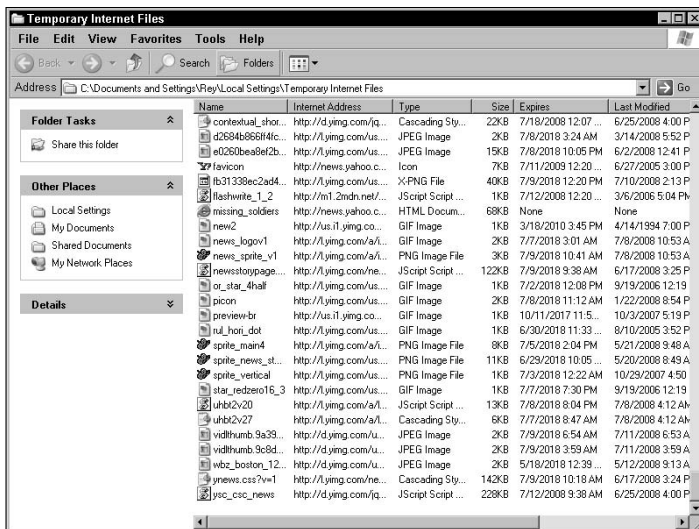 Temporary Internet Files
File Edit View Favorites Tools Help
Back Search Folders
Address C:\Documents and Settings\Rey\Local Settings\Temporary Internet Files Go
Folder Tasks
Share this folder
Other Places
Local Settings
My Documents
Shared Documents
My Network Places
Details
Name Internet Address Type Size Expires Last Modified
contextual_shor... http://d.yimg.com/jq... Cascading Sty... 22KB 7/18/2008 12:07 ... 6/25/2008 4:00 P
d2684b866ff4fc... http://l.yimg.com/us.... JPEG Image 2KB 7/8/2018 3:24 AM 3/14/2008 5:52 P
e0260bea8ef2b... http://l.yimg.com/us.... JPEG Image 15KB 7/8/2018 10:05 PM 6/2/2008 12:41 P
favicon http://news.yahoo.c... Icon 7KB 7/11/2009 12:20 ... 6/27/2005 3:00 P
fb31338ec2ad4... http://l.yimg.com/us.... X-PNG File 40KB 7/9/2018 12:20 PM 7/10/2008 2:13 P
flashwrite_1_2 http://m1.2mdn.net/... JScript Script ... 1KB 7/12/2008 12:20 ... 3/6/2006 5:04 PM
missing_soldiers http://news.yahoo.c... HTML Docum... 68KB None None
new2 http://us.i1.yimg.co... GIF Image 1KB 3/18/2010 3:45 PM 4/14/1994 7:00 P
news_logov1 http://l.yimg.com/a/i... GIF Image 2KB 7/7/2018 3:01 AM 7/8/2008 10:53 A
news_sprite_v1 http://l.yimg.com/a/i... PNG Image File 3KB 7/9/2018 10:41 AM 7/8/2008 10:53 A
newsstorypage.... http://l.yimg.com/ne... JScript Script ... 122KB 7/9/2018 9:38 AM 6/17/2008 3:25 P
or_star_4half http://l.yimg.com/us.... GIF Image 1KB 7/2/2018 12:08 PM 9/19/2006 12:19
picon http://l.yimg.com/us.... GIF Image 2KB 7/8/2018 11:12 AM 1/22/2008 8:54 P
preview-br http://us.i1.yimg.co... GIF Image 1KB 10/11/2017 11:5... 10/3/2007 5:19 P
rul_hori_dot http://l.yimg.com/us.... GIF Image 1KB 6/30/2018 11:33 ... 8/10/2005 3:52 P
sprite_main4 http://l.yimg.com/a/i... PNG Image File 8KB 7/5/2018 2:04 PM 5/21/2008 9:48 A
sprite_news_st... http://l.yimg.com/us.... PNG Image File 11KB 6/29/2018 10:05 ... 5/20/2008 8:49 A
sprite_vertical http://l.yimg.com/us.... PNG Image File 1KB 7/3/2018 12:22 AM 10/29/2007 4:50
star_redzero16_3 http://l.yimg.com/us.... GIF Image 1KB 7/7/2018 7:30 PM 9/19/2006 12:19
uhbt2v20 http://l.yimg.com/a/l... JScript Script ... 13KB 7/8/2018 8:04 PM 7/8/2008 4:12 AM
uhbt2v27 http://l.yimg.com/a/l... Cascading Sty... 6KB 7/7/2018 8:47 AM 7/8/2008 4:12 AM
vidthumb.9a39... http://d.yimg.com/u... JPEG Image 2KB 7/9/2018 6:54 AM 7/11/2008 6:53 A
vidthumb.9c8d... http://d.yimg.com/u... JPEG Image 2KB 7/9/2018 3:59 AM 7/11/2008 3:59 A
wbz_boston_12... http://d.yimg.com/us.... JPEG Image 2KB 5/18/2018 12:39 ... 5/12/2008 9:13 A
ynews.css?v=1 http://l.yimg.com/ne... Cascading Sty... 142KB 7/9/2018 10:18 AM 6/17/2008 3:24 P
ysc_csc_news http://d.yimg.com/jq... JScript Script ... 228KB 7/12/2008 9:38 AM 6/25/2008 4:00 P